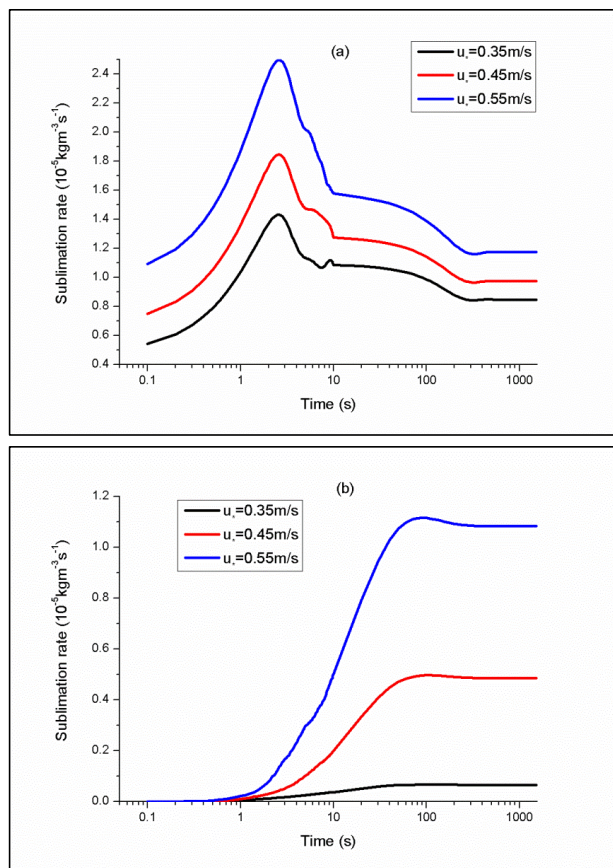 (a)
u*=0.35m/s
u*=0.45m/s
u*=0.55m/s
Sublimation rate (10⁻⁵kgm⁻³s⁻¹)
2.4
2.2
2.0
1.8
1.6
1.4
1.2
1.0
0.8
0.6
0.4
0.1 1 10 100 1000
Time (s)
(b)
u*=0.35m/s
u*=0.45m/s
u*=0.55m/s
Sublimation rate (10⁻⁵kgm⁻³s⁻¹)
1.2
1.0
0.8
0.6
0.4
0.2
0.0
0.1 1 10 100 1000
Time (s)